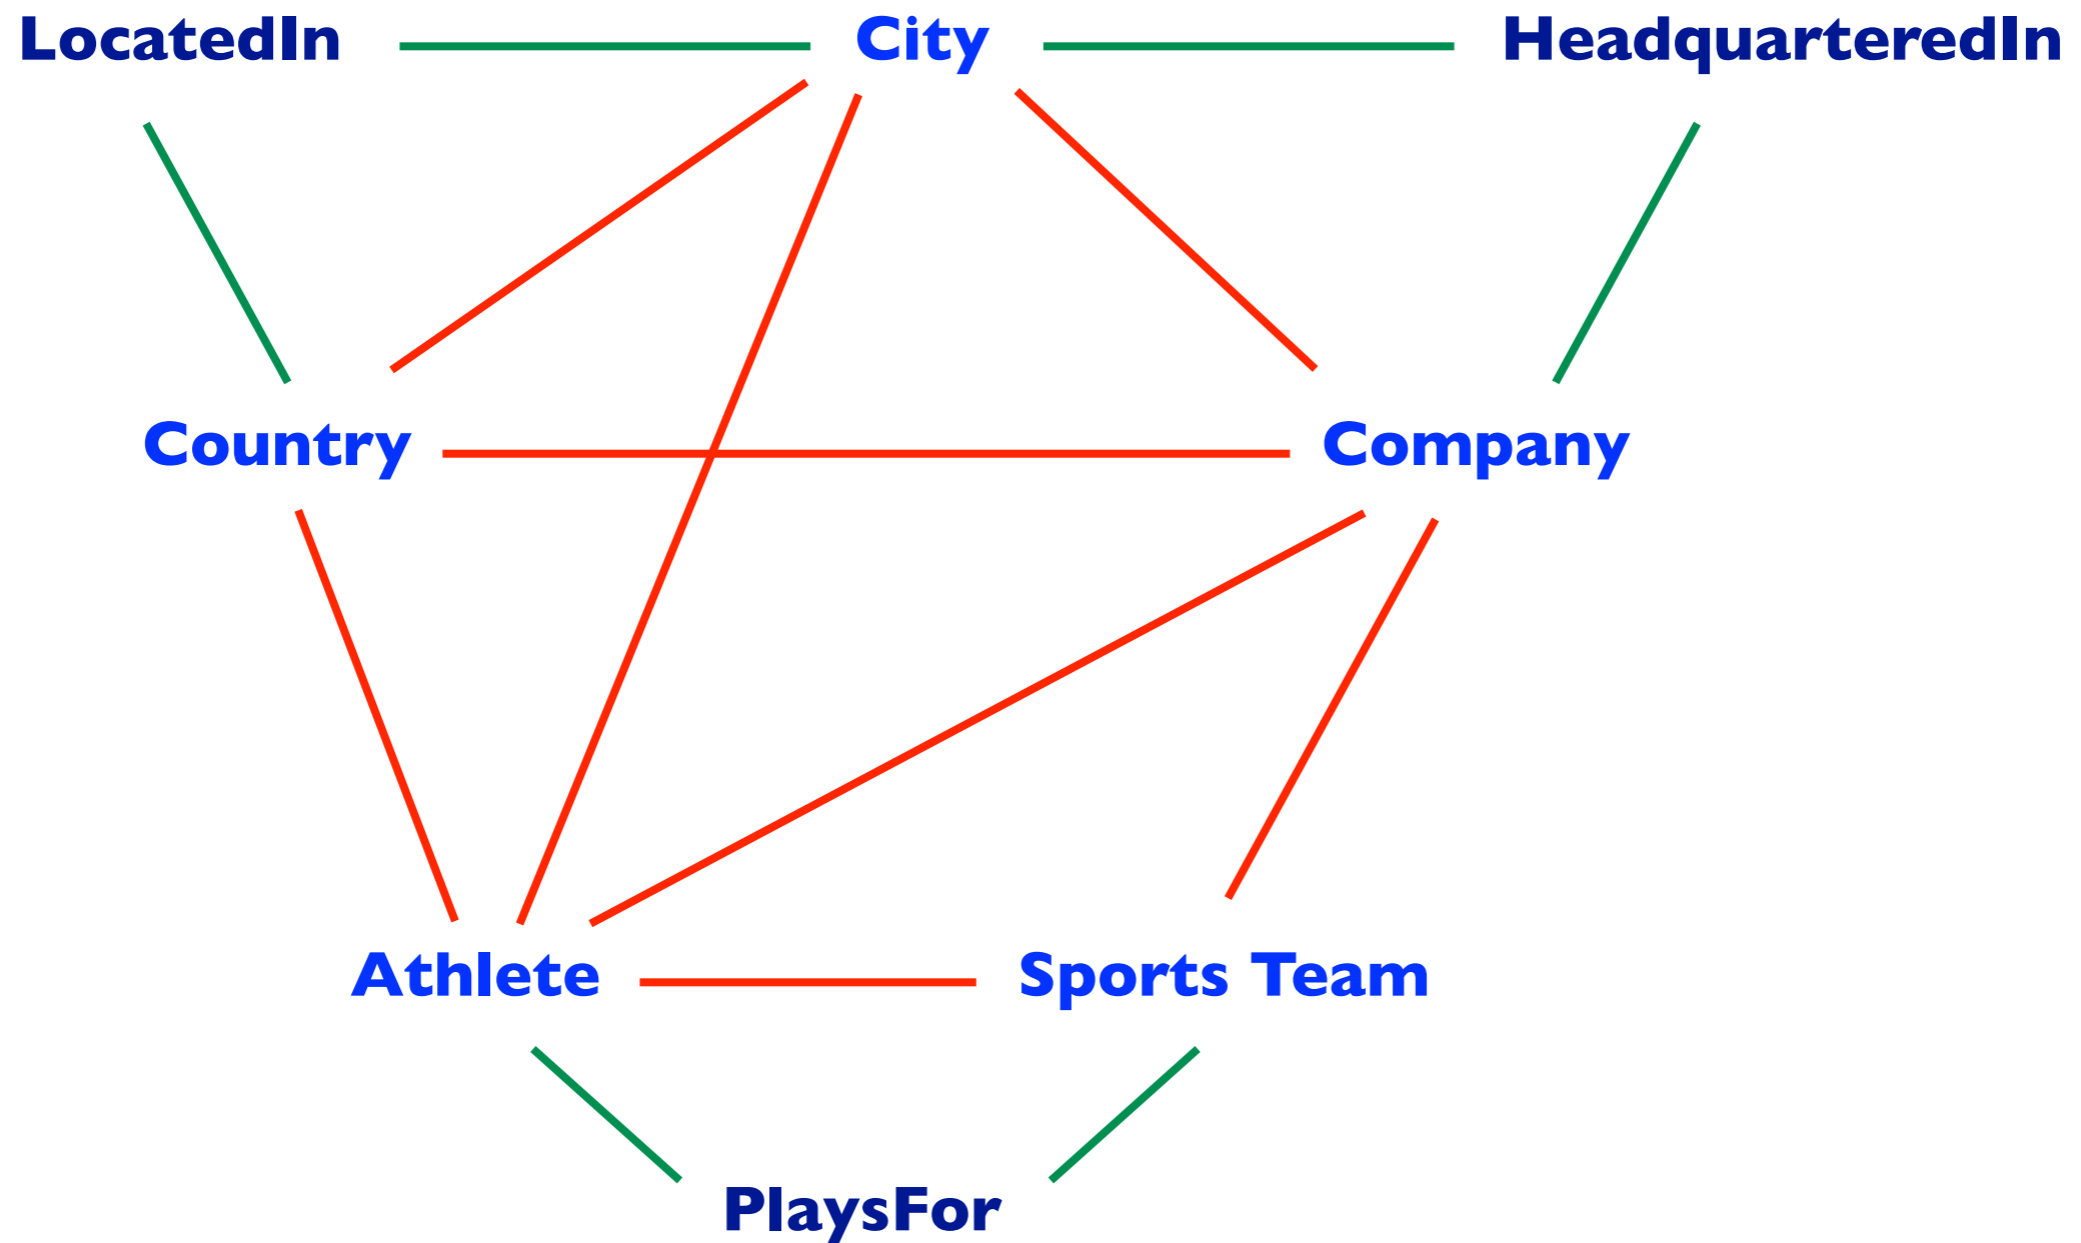 LocatedIn
City
HeadquarteredIn
Country
Company
Athlete
Sports Team
PlaysFor